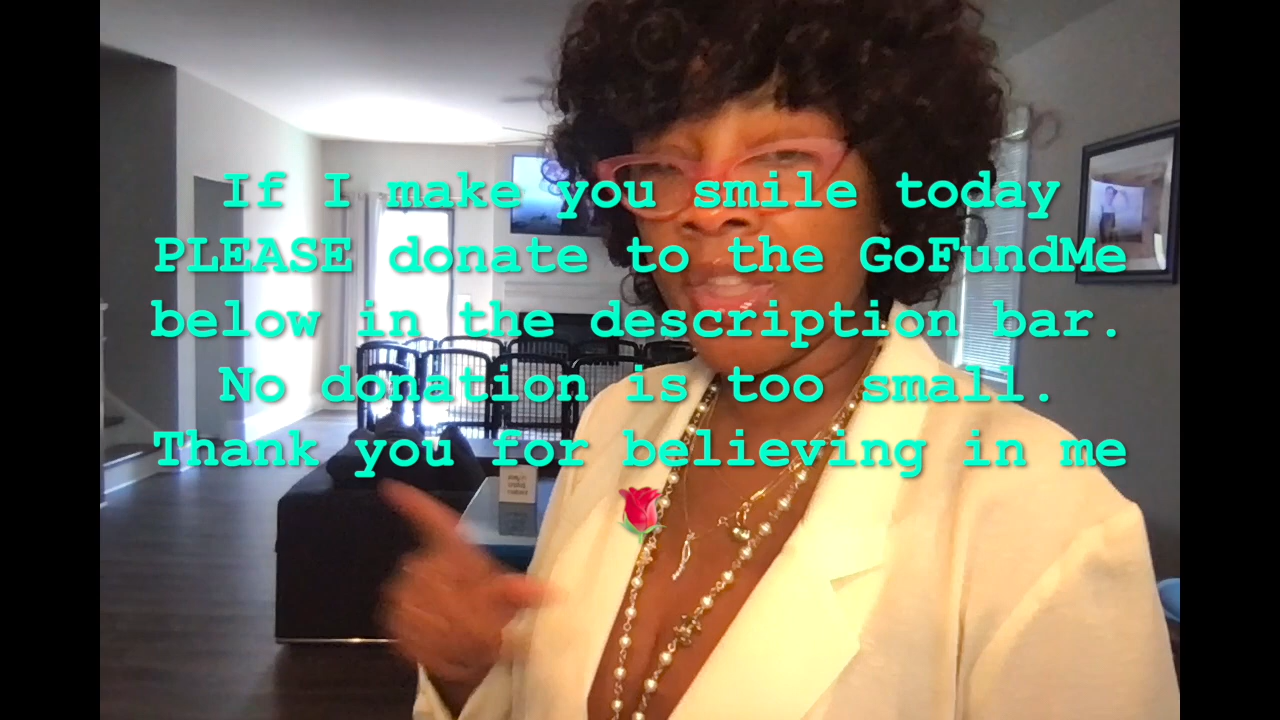 If I make you smile today
PLEASE donate to the GoFundMe
below in the description bar.
No donation is too small.
Thank you for believing in me
🌹